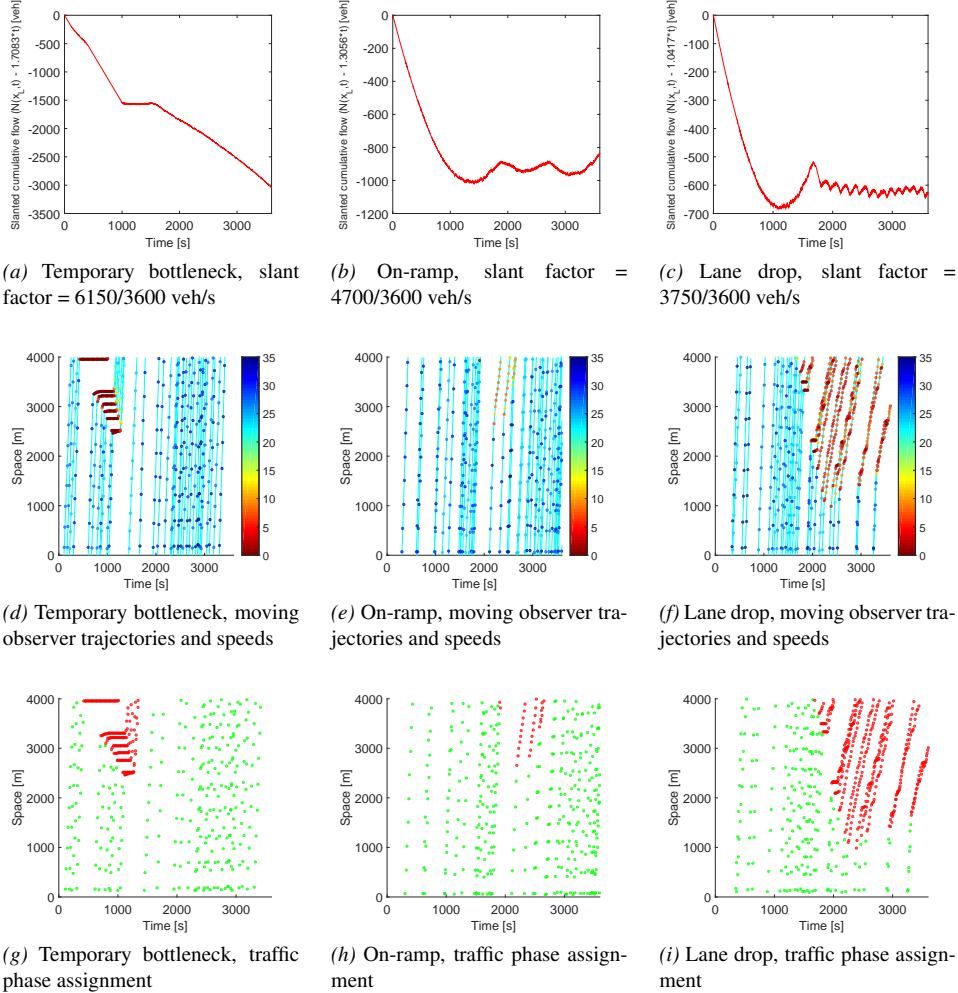 Slanted cumulative flow (N(x_L,t) - 1.7083*t) [veh]
0
-500
-1000
-1500
-2000
-2500
-3000
-3500
0 1000 2000 3000
Time [s]
Slanted cumulative flow (N(x_L,t) - 1.3056*t) [veh]
0
-200
-400
-600
-800
-1000
-1200
0 1000 2000 3000
Time [s]
Slanted cumulative flow (N(x_L,t) - 1.0417*t) [veh]
0
-100
-200
-300
-400
-500
-600
-700
0 1000 2000 3000
Time [s]
(a) Temporary bottleneck, slant
factor = 6150/3600 veh/s
(b) On-ramp, slant factor =
4700/3600 veh/s
(c) Lane drop, slant factor =
3750/3600 veh/s
Space [m]
4000
3000
2000
1000
0
0 1000 2000 3000
Time [s]
35
30
25
20
15
10
5
0
Space [m]
4000
3000
2000
1000
0
0 1000 2000 3000
Time [s]
35
30
25
20
15
10
5
0
Space [m]
4000
3000
2000
1000
0
0 1000 2000 3000
Time [s]
35
30
25
20
15
10
5
0
(d) Temporary bottleneck, moving
observer trajectories and speeds
(e) On-ramp, moving observer tra-
jectories and speeds
(f) Lane drop, moving observer tra-
jectories and speeds
Space [m]
4000
3000
2000
1000
0
0 1000 2000 3000
Time [s]
Space [m]
4000
3000
2000
1000
0
0 1000 2000 3000
Time [s]
Space [m]
4000
3000
2000
1000
0
0 1000 2000 3000
Time [s]
(g) Temporary bottleneck, traffic
phase assignment
(h) On-ramp, traffic phase assign-
ment
(i) Lane drop, traffic phase assign-
ment